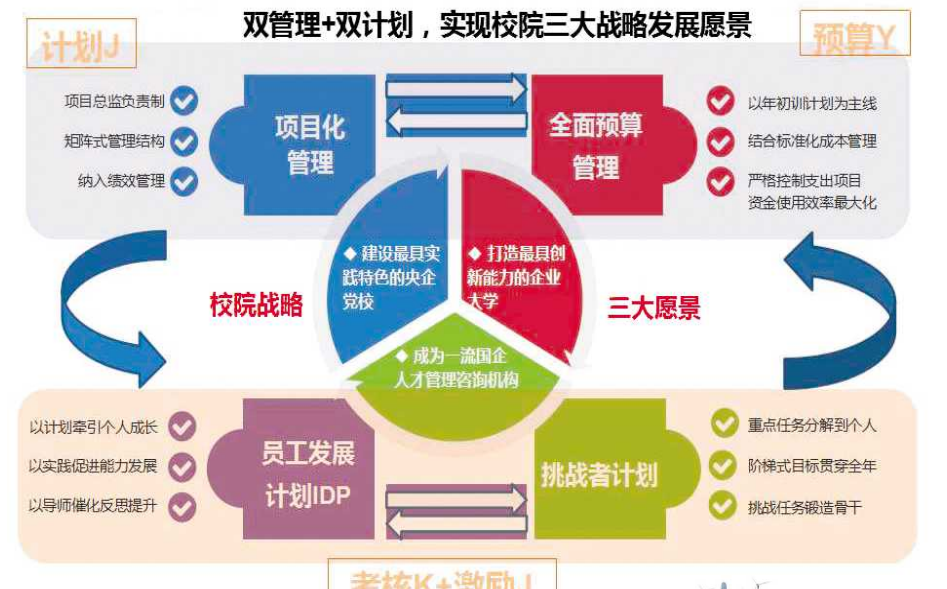 双管理+双计划，实现校院三大战略发展愿景
计划J
预算Y
项目总监负责制
矩阵式管理结构
纳入绩效管理
项目化
管理
全面预算
管理
以年初训计划为主线
结合标准化成本管理
严格控制支出项目
资金使用效率最大化
◆ 建设最具实
践特色的央企
党校
◆ 打造最具创
新能力的企业
大学
校院战略
三大愿景
◆ 成为一流国企
人才管理咨询机构
以计划牵引个人成长
以实践促进能力发展
以导师催化反思提升
员工发展
计划IDP
挑战者计划
重点任务分解到个人
阶梯式目标贯穿全年
挑战任务锻造骨干
考核K+激励J